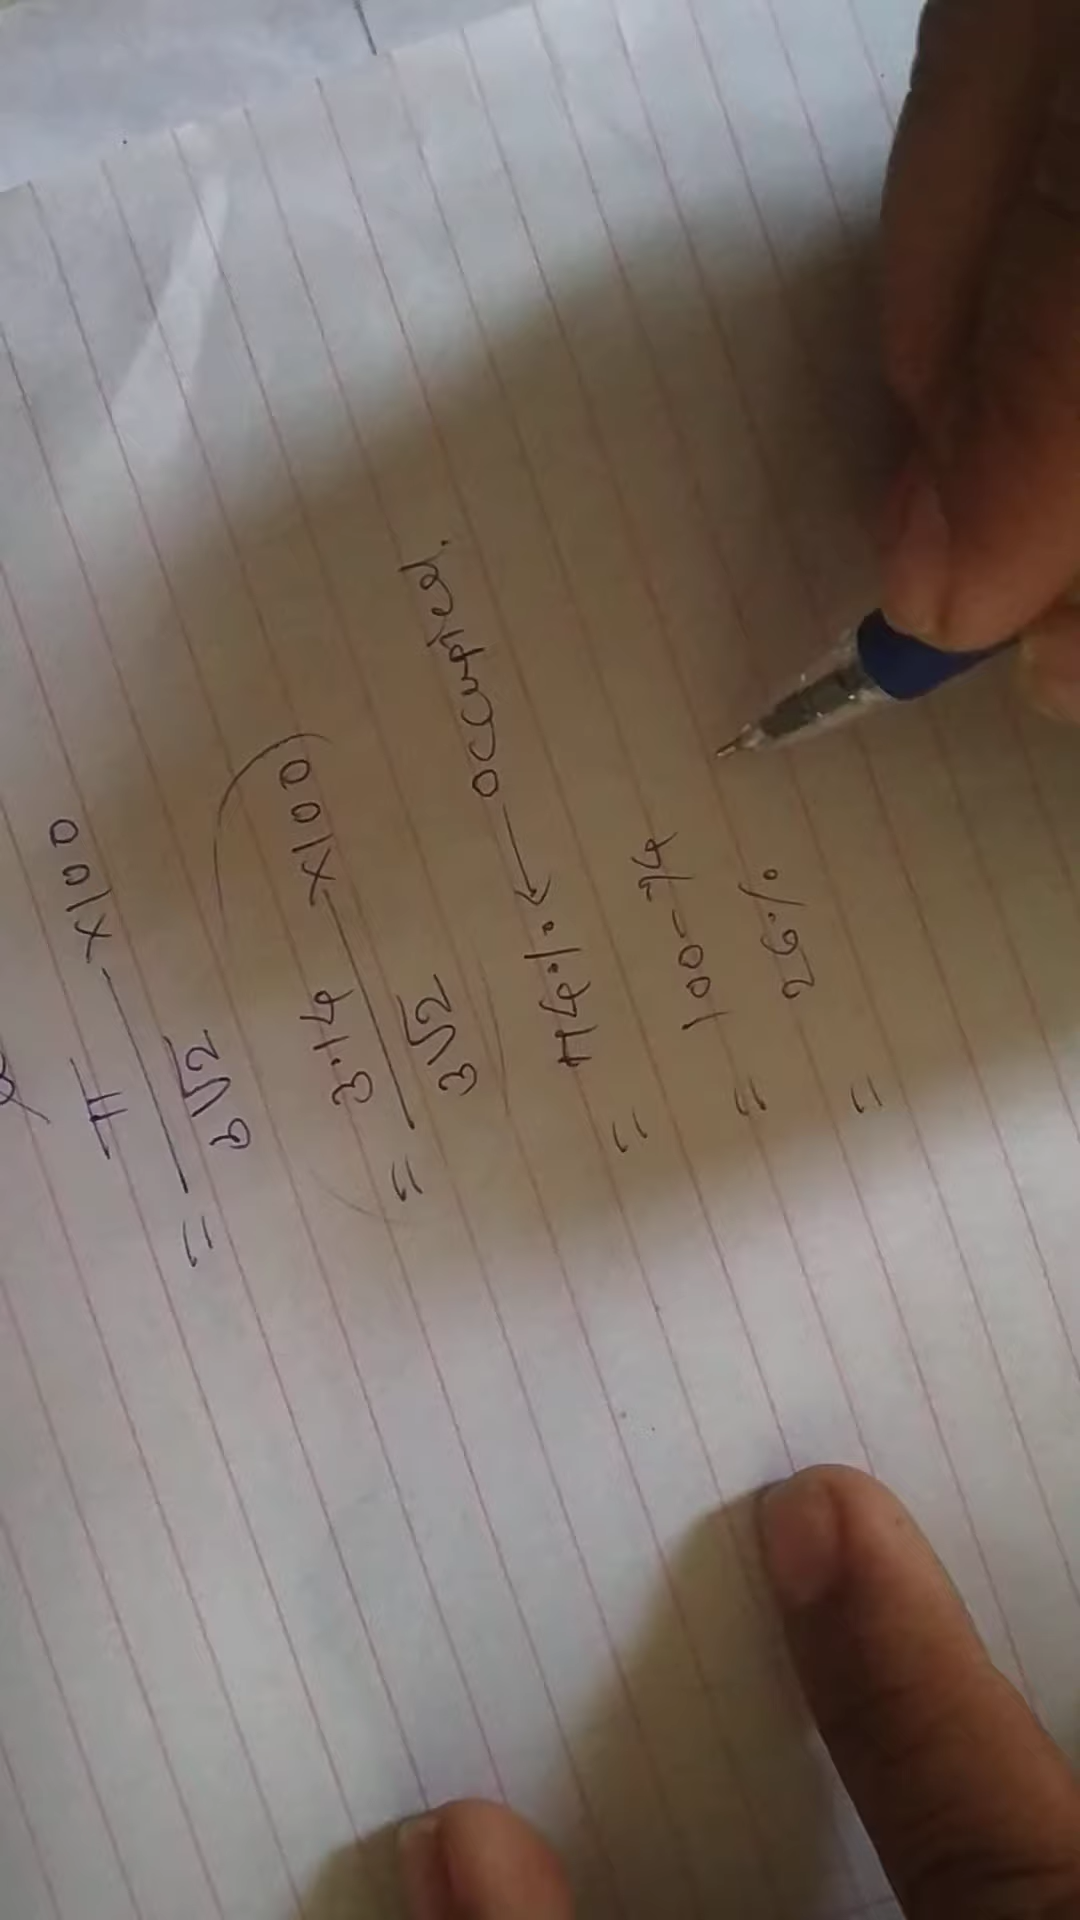 = π/3√2 ×100
= 3.14/3√2 ×100
= 74% ← occupied.
= 100-74
= 26%